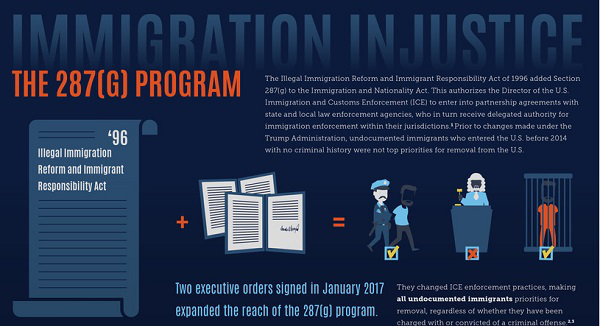 IMMIGRATION INJUSTICE
THE 287(G) PROGRAM
The Illegal Immigration Reform and Immigrant Responsibility Act of 1996 added Section
287(g) to the Immigration and Nationality Act. This authorizes the Director of the U.S.
Immigration and Customs Enforcement (ICE) to enter into partnership agreements with
state and local law enforcement agencies, who in turn receive delegated authority for
immigration enforcement within their jurisdictions.¹ Prior to changes made under the
Trump Administration, undocumented immigrants who entered the U.S. before 2014
with no criminal history were not top priorities for removal from the U.S.
‘96
Illegal Immigration
Reform and Immigrant
Responsibility Act
+
=
Two executive orders signed in January 2017
expanded the reach of the 287(g) program.
They changed ICE enforcement practices, making
all undocumented immigrants priorities for
removal, regardless of whether they have been
charged with or convicted of a criminal offense.²,³